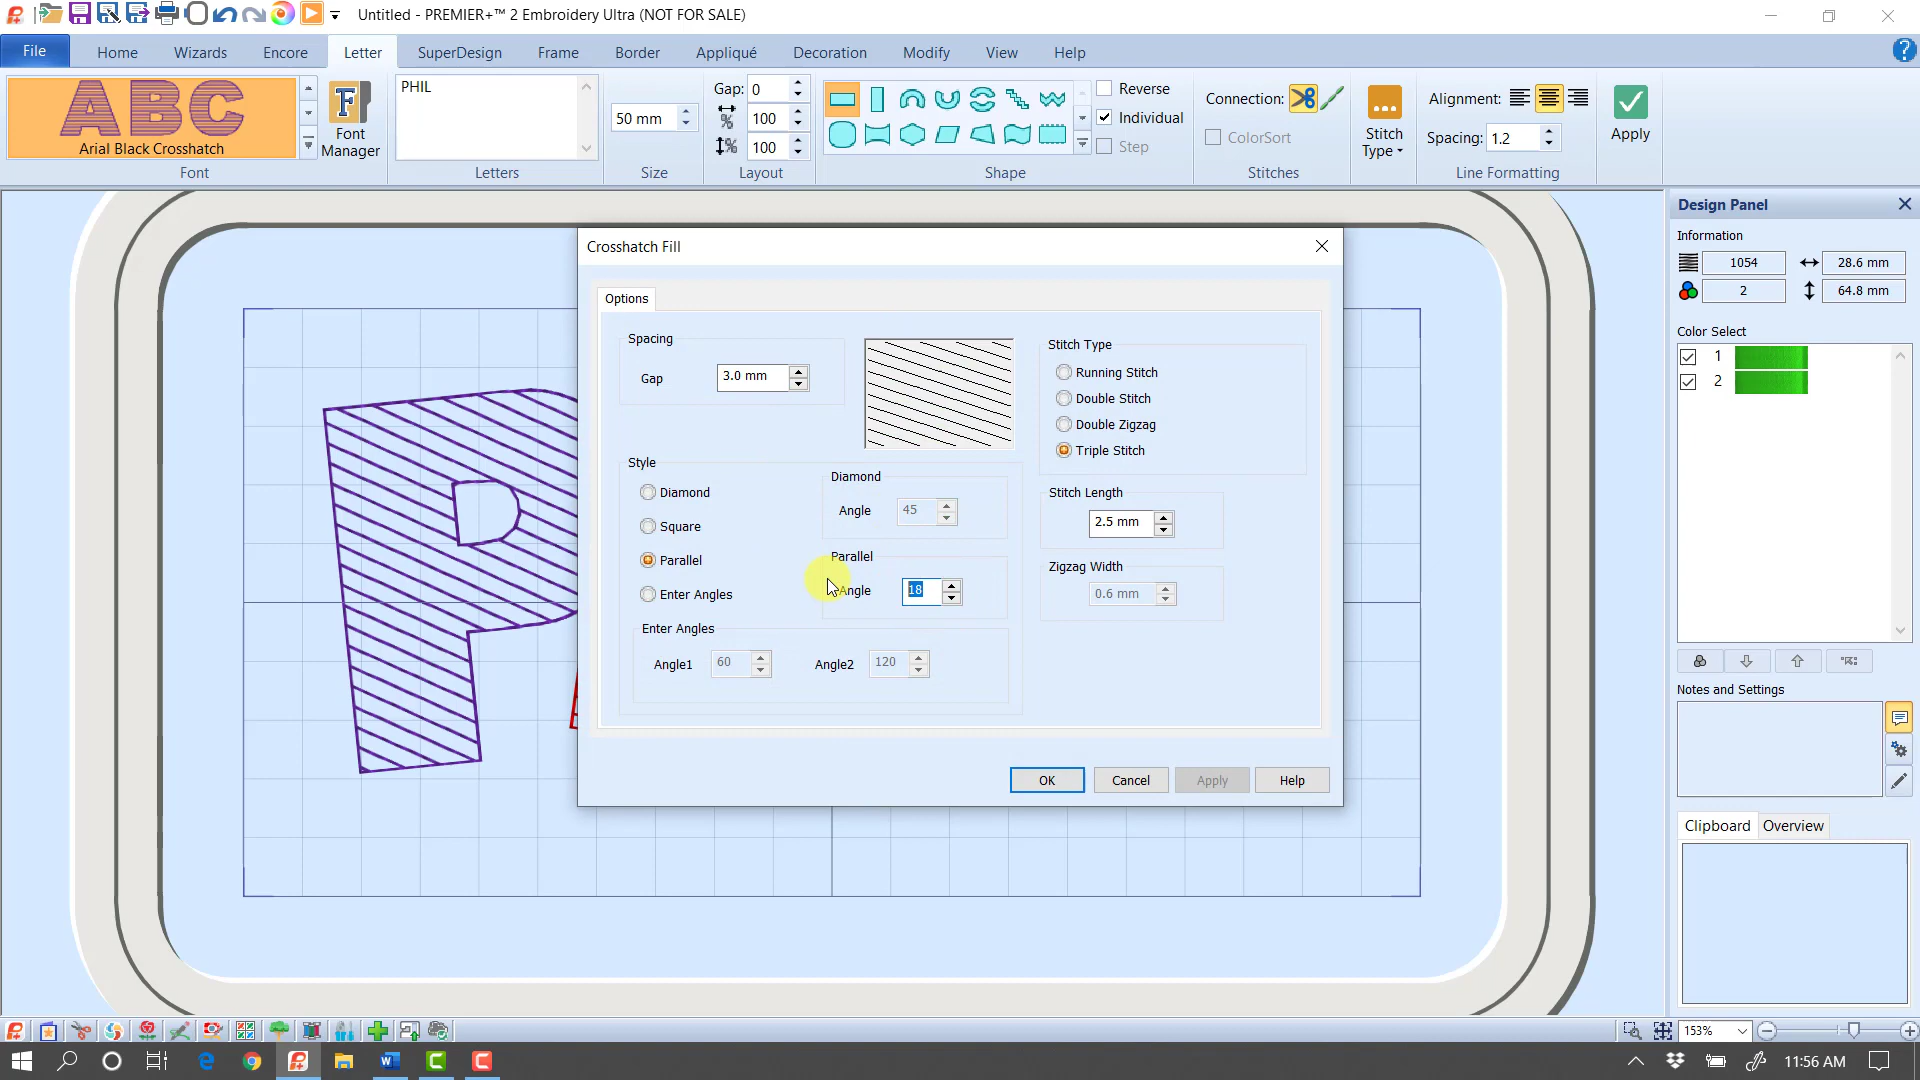 Untitled - PREMIER+™ 2 Embroidery Ultra (NOT FOR SALE)
File Home Wizards Encore Letter SuperDesign Frame Border Appliqué Decoration Modify View Help
ABC
Arial Black Crosshatch
Font Manager
Font
PHIL
Letters
50 mm
Size
Gap: 0
100
100
Layout
Shape
Reverse
Individual
Step
Connection:
ColorSort
Stitches
Stitch Type
Alignment:
Spacing: 1.2
Line Formatting
Apply
Crosshatch Fill
Options
Spacing
Gap 3.0 mm
Style
Diamond
Square
Parallel
Enter Angles
Diamond
Angle 45
Parallel
Angle 18
Enter Angles
Angle1 60 Angle2 120
Stitch Type
Running Stitch
Double Stitch
Double Zigzag
Triple Stitch
Stitch Length
2.5 mm
Zigzag Width
0.6 mm
OK Cancel Apply Help
Design Panel
Information
1054 28.6 mm
2 64.8 mm
Color Select
1
2
Notes and Settings
Clipboard Overview
153%
11:56 AM